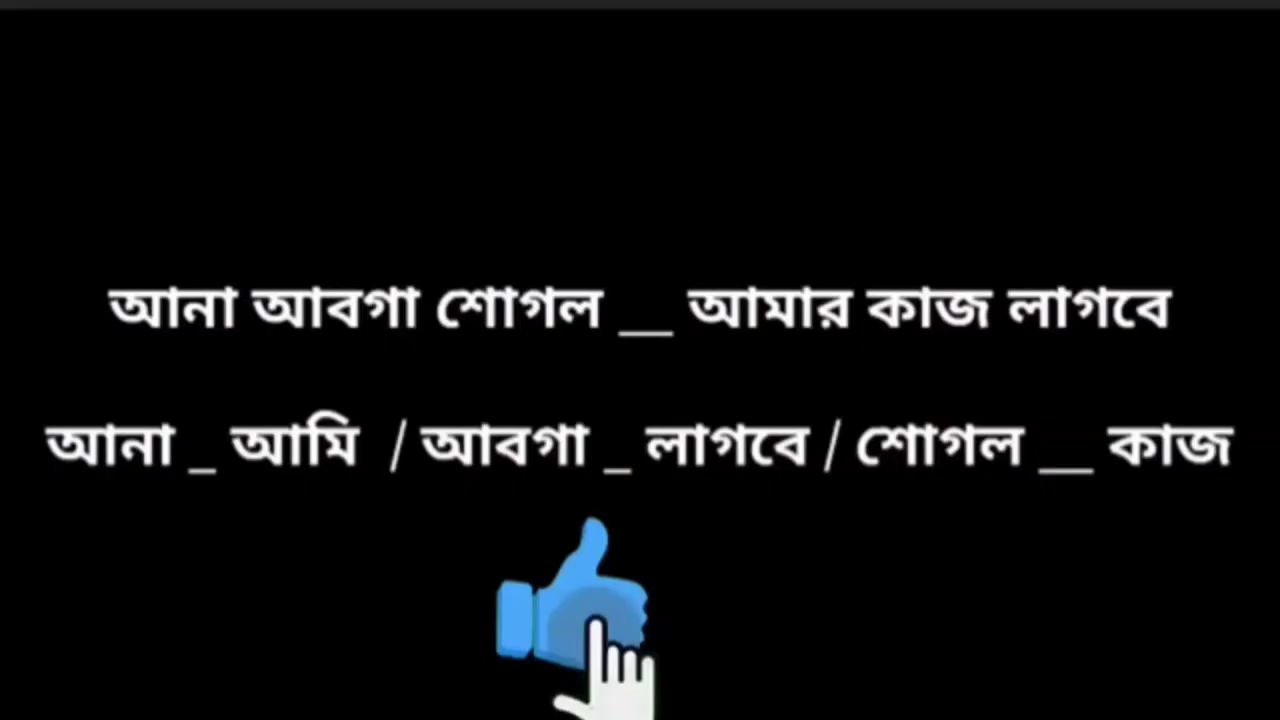 আনা আবগা শোগল __ আমার কাজ লাগবে
আনা _ আমি / আবগা _ লাগবে / শোগল __ কাজ